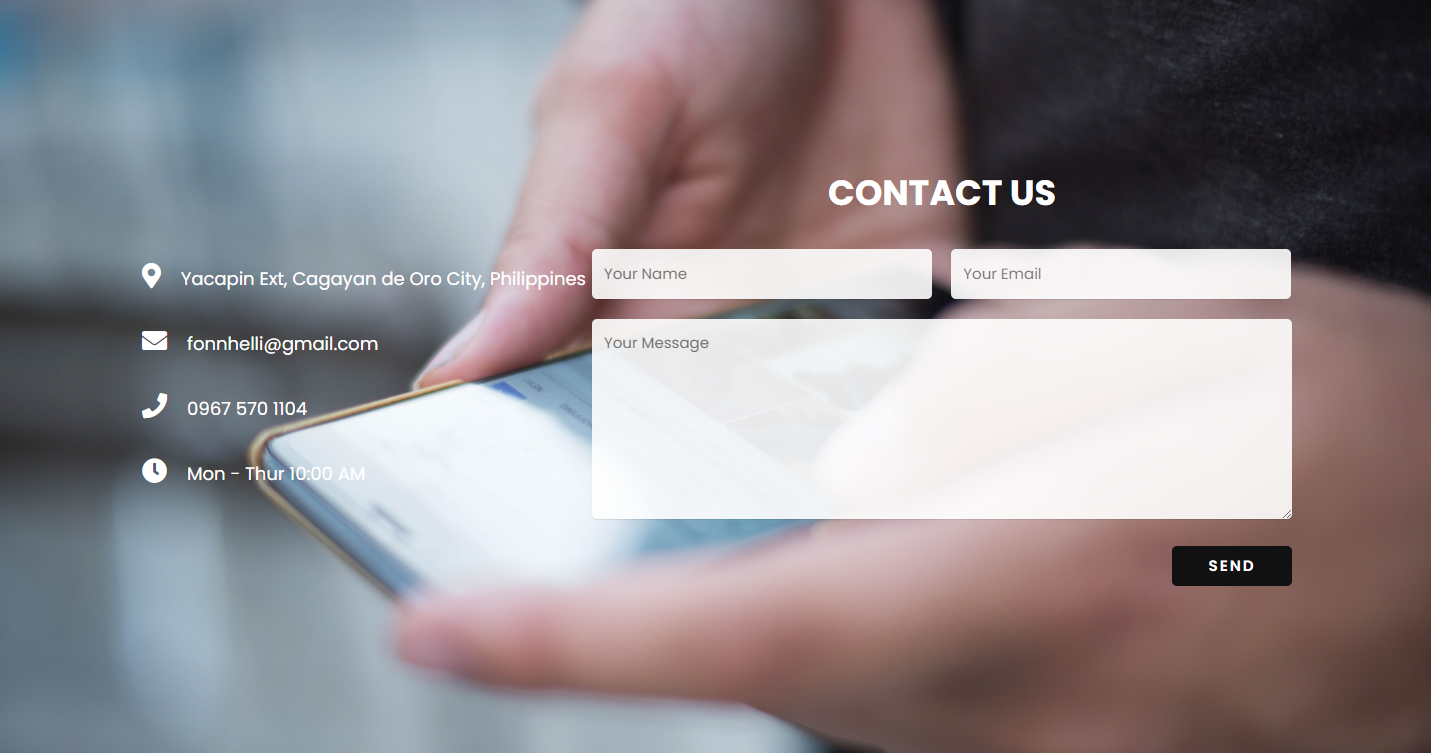 CONTACT US
Yacapin Ext, Cagayan de Oro City, Philippines
fonnhelli@gmail.com
0967 570 1104
Mon - Thur 10:00 AM
Your Name
Your Email
Your Message
SEND